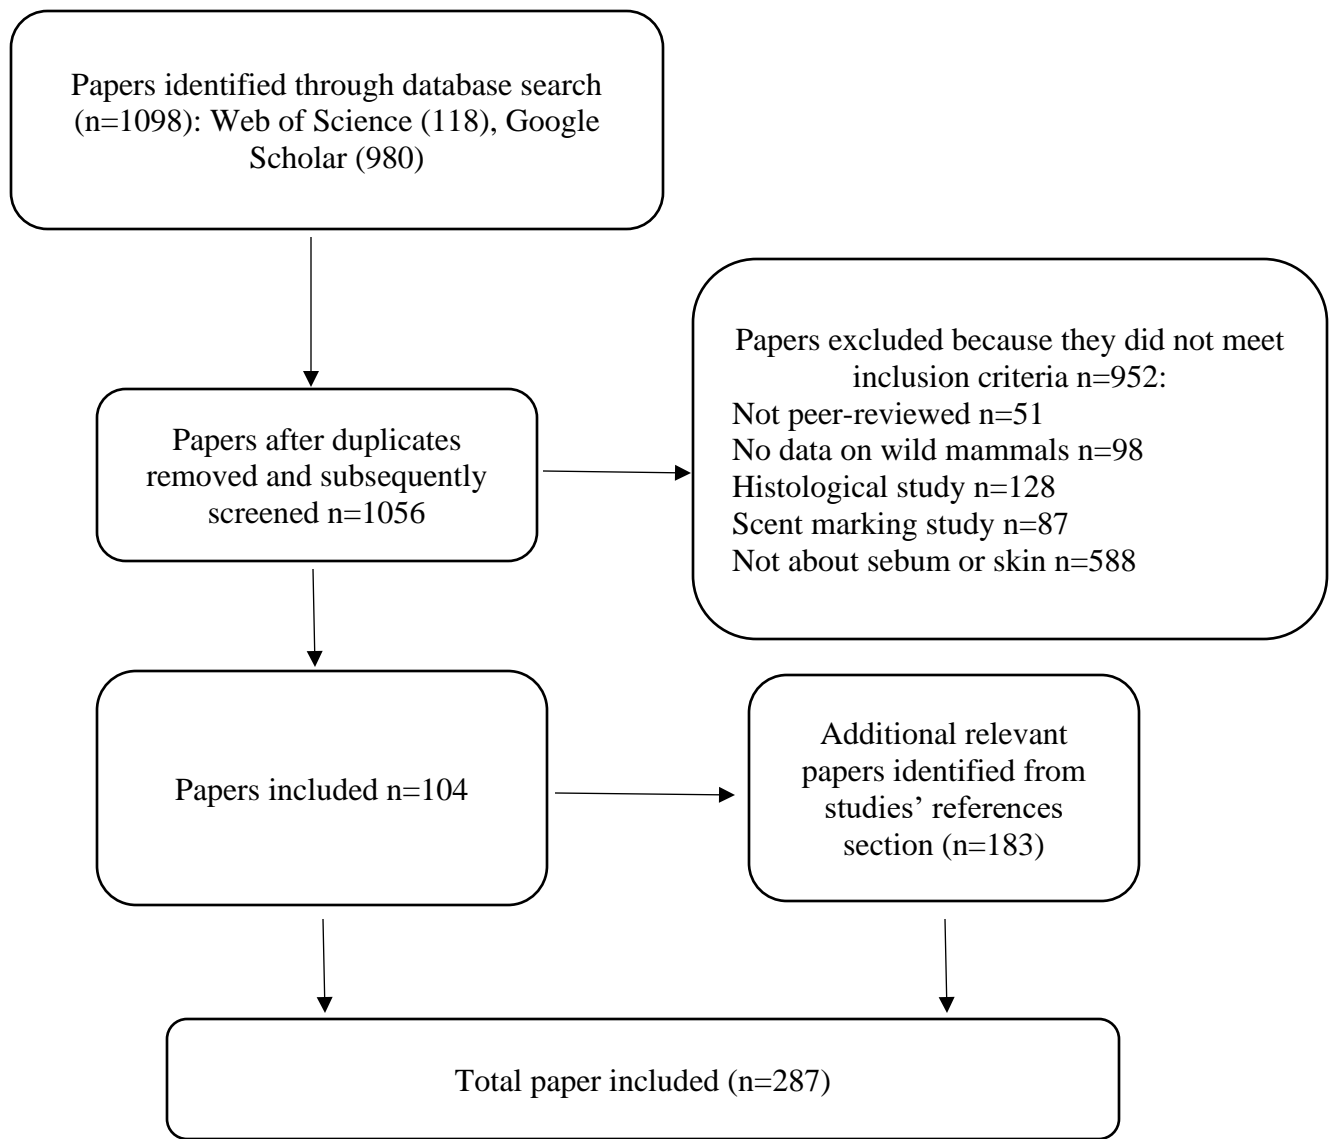 Papers identified through database search
(n=1098): Web of Science (118), Google
Scholar (980)
Papers after duplicates
removed and subsequently
screened n=1056
Papers excluded because they did not meet
inclusion criteria n=952:
Not peer-reviewed n=51
No data on wild mammals n=98
Histological study n=128
Scent marking study n=87
Not about sebum or skin n=588
Papers included n=104
Additional relevant
papers identified from
studies’ references
section (n=183)
Total paper included (n=287)